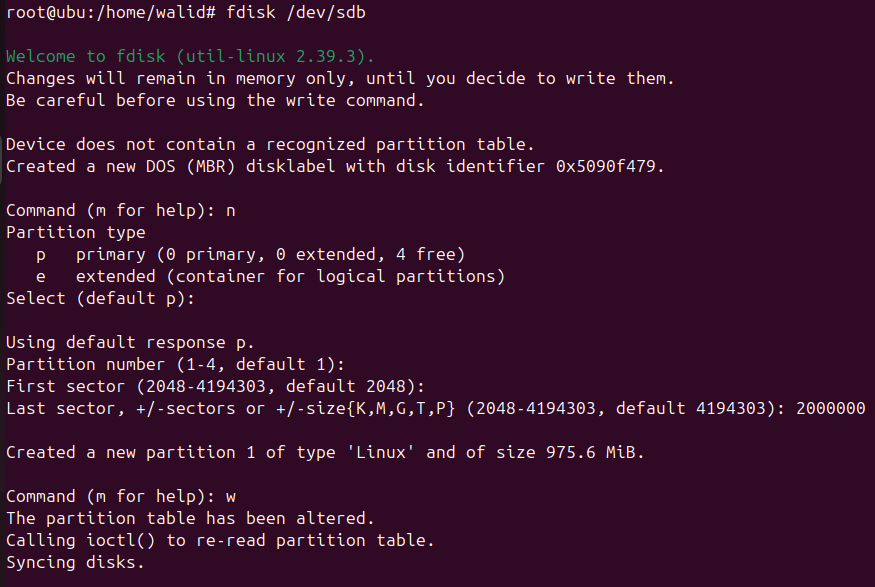 root@ubu:/home/walid# fdisk /dev/sdb
Welcome to fdisk (util-linux 2.39.3).
Changes will remain in memory only, until you decide to write them.
Be careful before using the write command.
Device does not contain a recognized partition table.
Created a new DOS (MBR) disklabel with disk identifier 0x5090f479.
Command (m for help): n
Partition type
   p   primary (0 primary, 0 extended, 4 free)
   e   extended (container for logical partitions)
Select (default p):
Using default response p.
Partition number (1-4, default 1):
First sector (2048-4194303, default 2048):
Last sector, +/-sectors or +/-size{K,M,G,T,P} (2048-4194303, default 4194303): 2000000
Created a new partition 1 of type 'Linux' and of size 975.6 MiB.
Command (m for help): w
The partition table has been altered.
Calling ioctl() to re-read partition table.
Syncing disks.